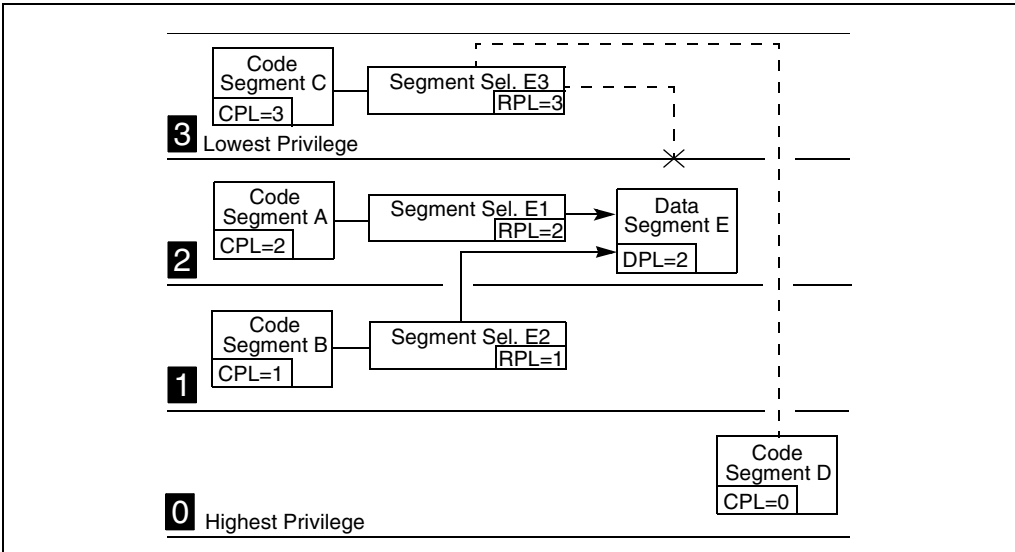 Code
Segment C
CPL=3
Segment Sel. E3
RPL=3
3
Lowest Privilege
Code
Segment A
CPL=2
Segment Sel. E1
RPL=2
Data
Segment E
DPL=2
2
Code
Segment B
CPL=1
Segment Sel. E2
RPL=1
1
Code
Segment D
CPL=0
0
Highest Privilege